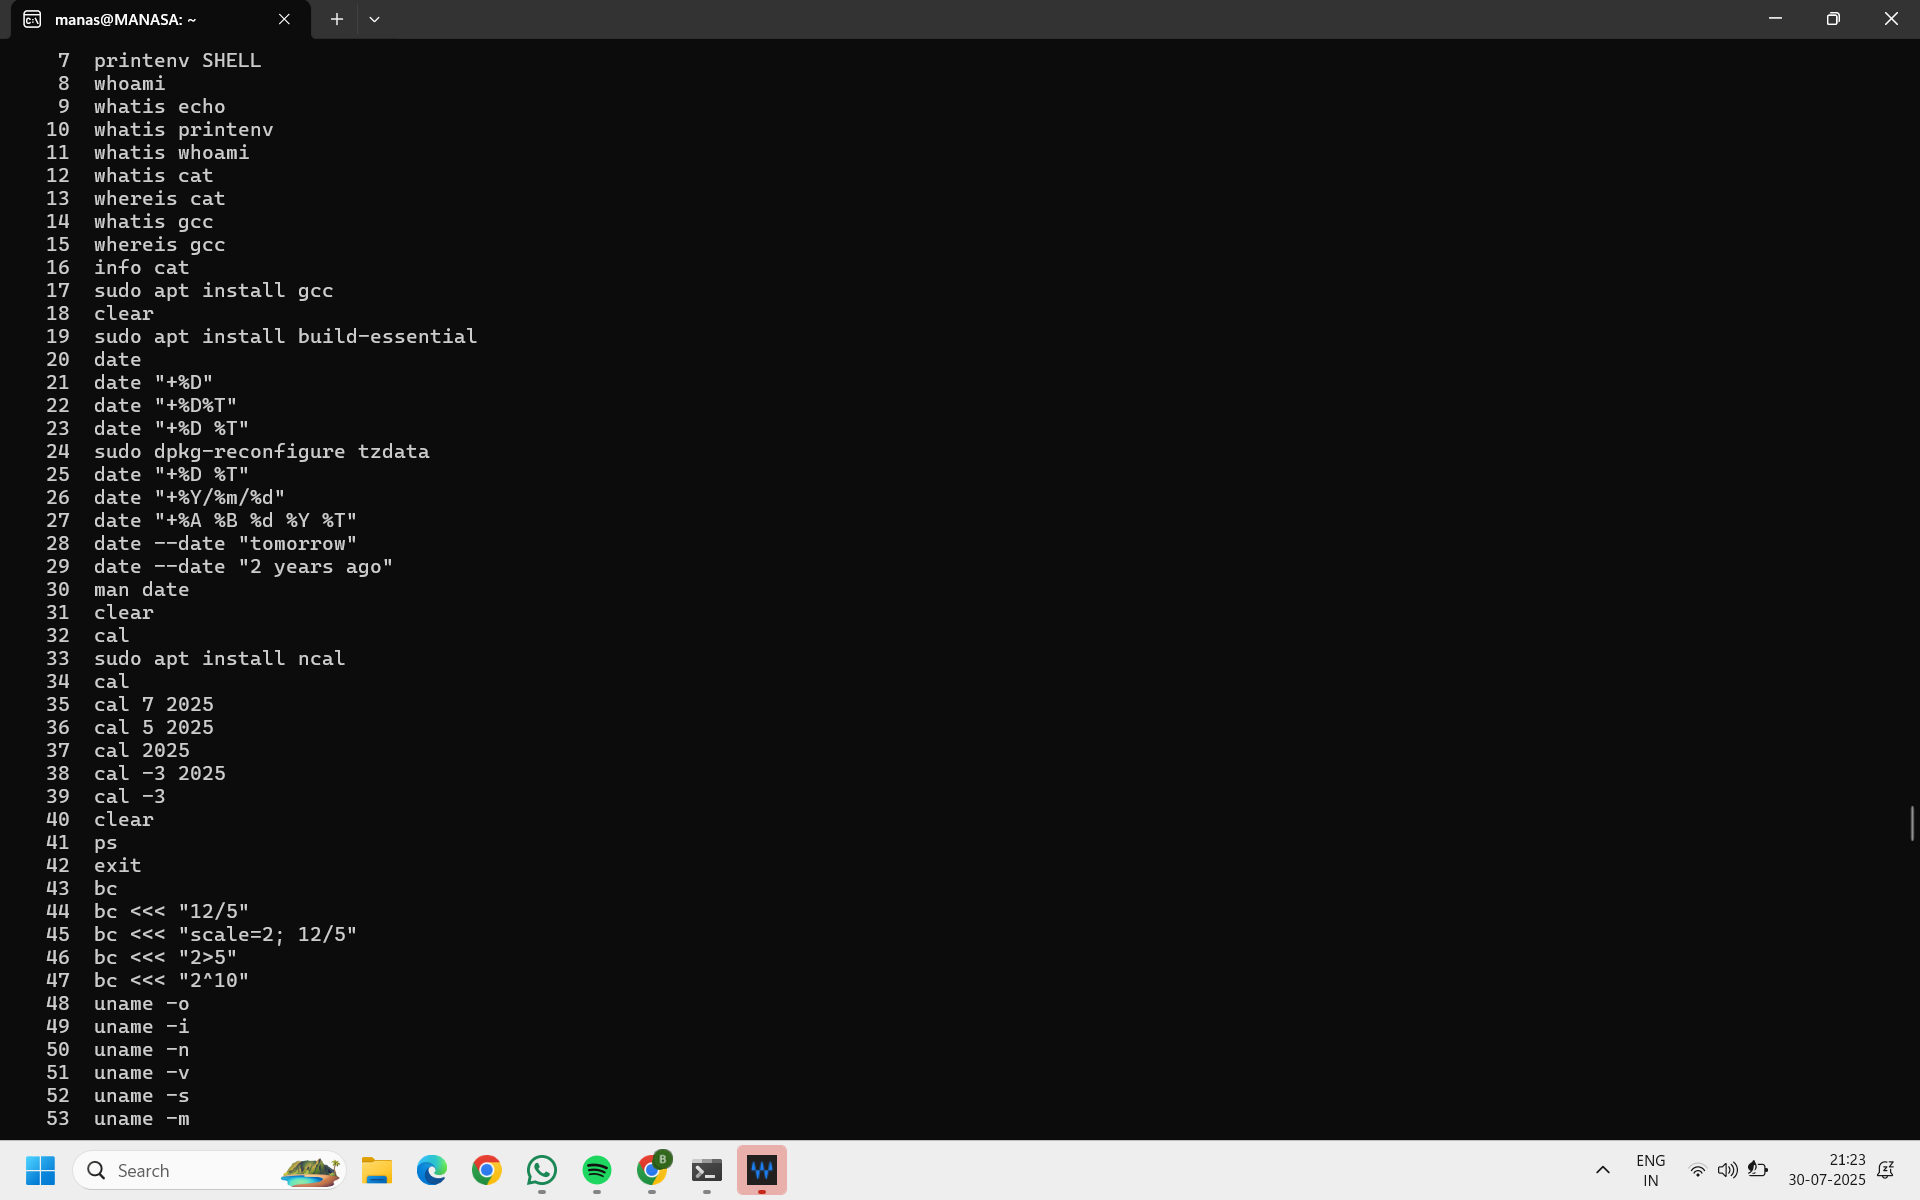 manas@MANASA: ~
7 printenv SHELL
8 whoami
9 whatis echo
10 whatis printenv
11 whatis whoami
12 whatis cat
13 whereis cat
14 whatis gcc
15 whereis gcc
16 info cat
17 sudo apt install gcc
18 clear
19 sudo apt install build-essential
20 date
21 date "+%D"
22 date "+%D%T"
23 date "+%D %T"
24 sudo dpkg-reconfigure tzdata
25 date "+%D %T"
26 date "+%Y/%m/%d"
27 date "+%A %B %d %Y %T"
28 date --date "tomorrow"
29 date --date "2 years ago"
30 man date
31 clear
32 cal
33 sudo apt install ncal
34 cal
35 cal 7 2025
36 cal 5 2025
37 cal 2025
38 cal -3 2025
39 cal -3
40 clear
41 ps
42 exit
43 bc
44 bc <<< "12/5"
45 bc <<< "scale=2; 12/5"
46 bc <<< "2>5"
47 bc <<< "2^10"
48 uname -o
49 uname -i
50 uname -n
51 uname -v
52 uname -s
53 uname -m
Search
B
ENG
IN
21:23
30-07-2025